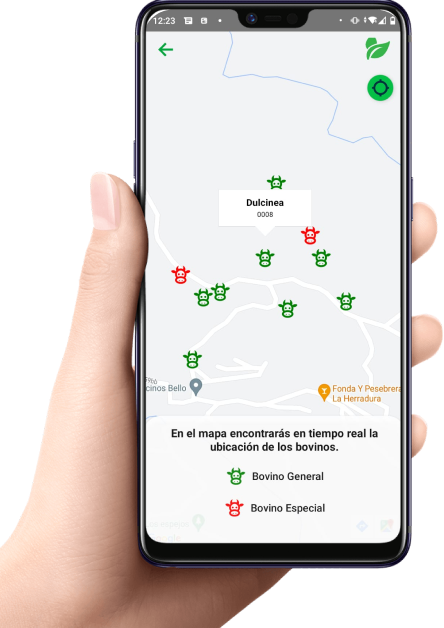 12:23
Dulcinea
0008
cinos Bello
Fonda Y Pesebrera
La Herradura
En el mapa encontrarás en tiempo real la
ubicación de los bovinos.
Bovino General
Bovino Especial